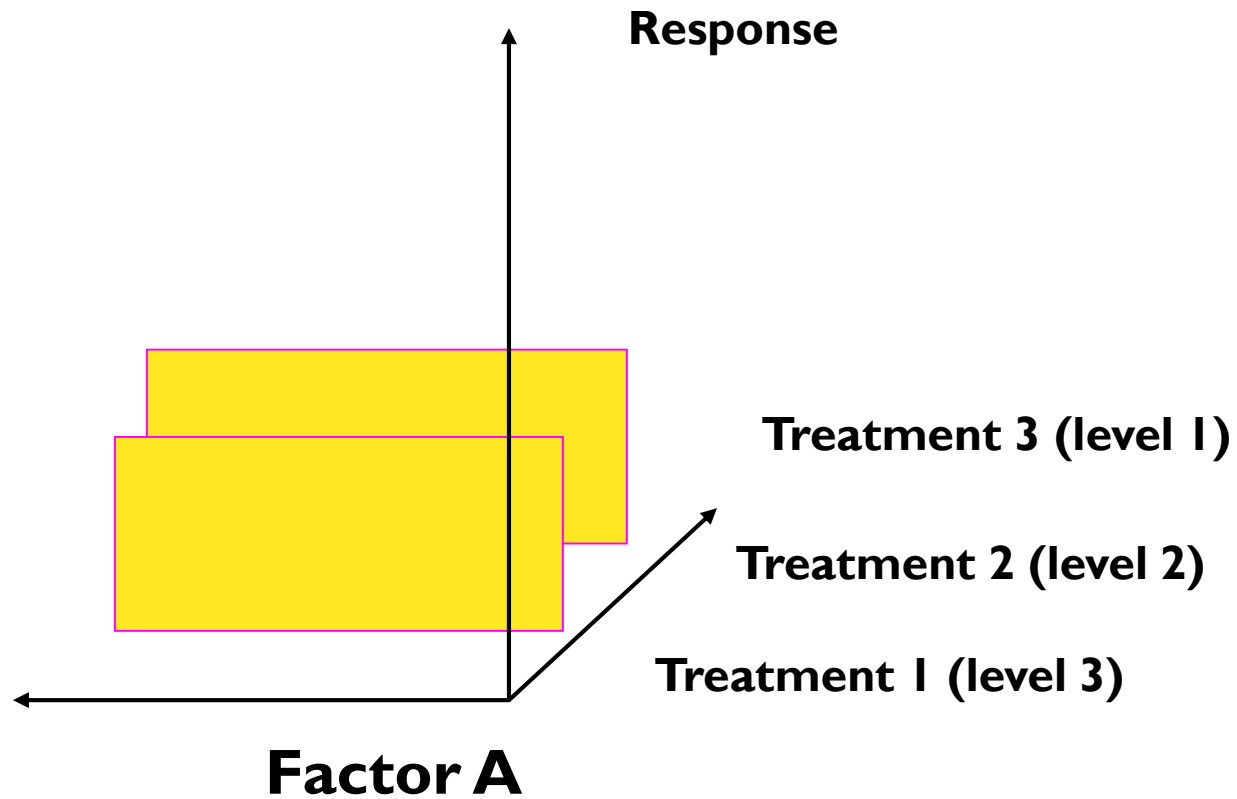 Response
Treatment 3 (level 1)
Treatment 2 (level 2)
Treatment 1 (level 3)
Factor A